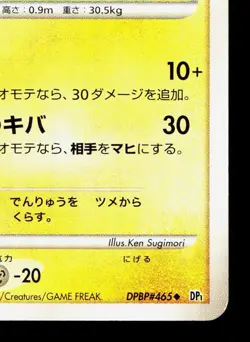 高さ：0.9m 重さ：30.5kg
10+
オモテなら、30ダメージを追加。
キバ 30
オモテなら、相手をマヒにする。
でんりゅうを ツメから
くらす。
Illus.Ken Sugimori
にげる
-20
/Creatures/GAME FREAK. DPBP#465◆ DP1